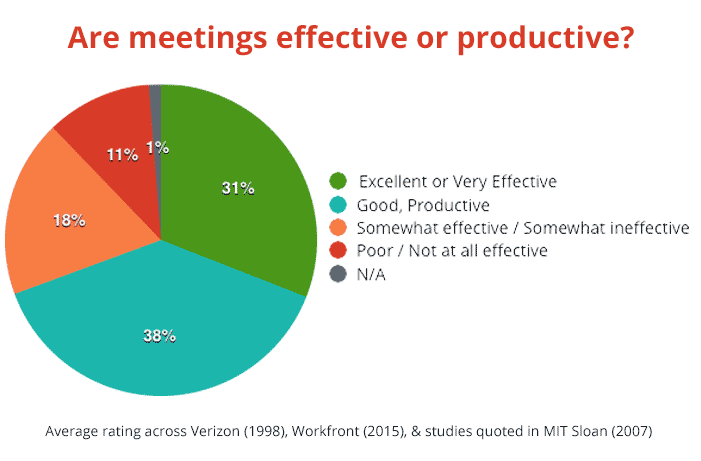 Are meetings effective or productive?
1%
11%
31%
18%
38%
Excellent or Very Effective
Good, Productive
Somewhat effective / Somewhat ineffective
Poor / Not at all effective
N/A
Average rating across Verizon (1998), Workfront (2015), & studies quoted in MIT Sloan (2007)